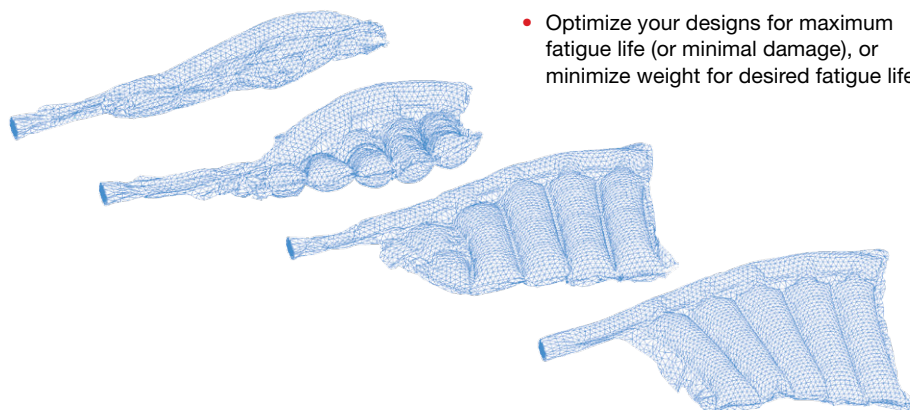 • Optimize your designs for maximum
fatigue life (or minimal damage), or
minimize weight for desired fatigue life